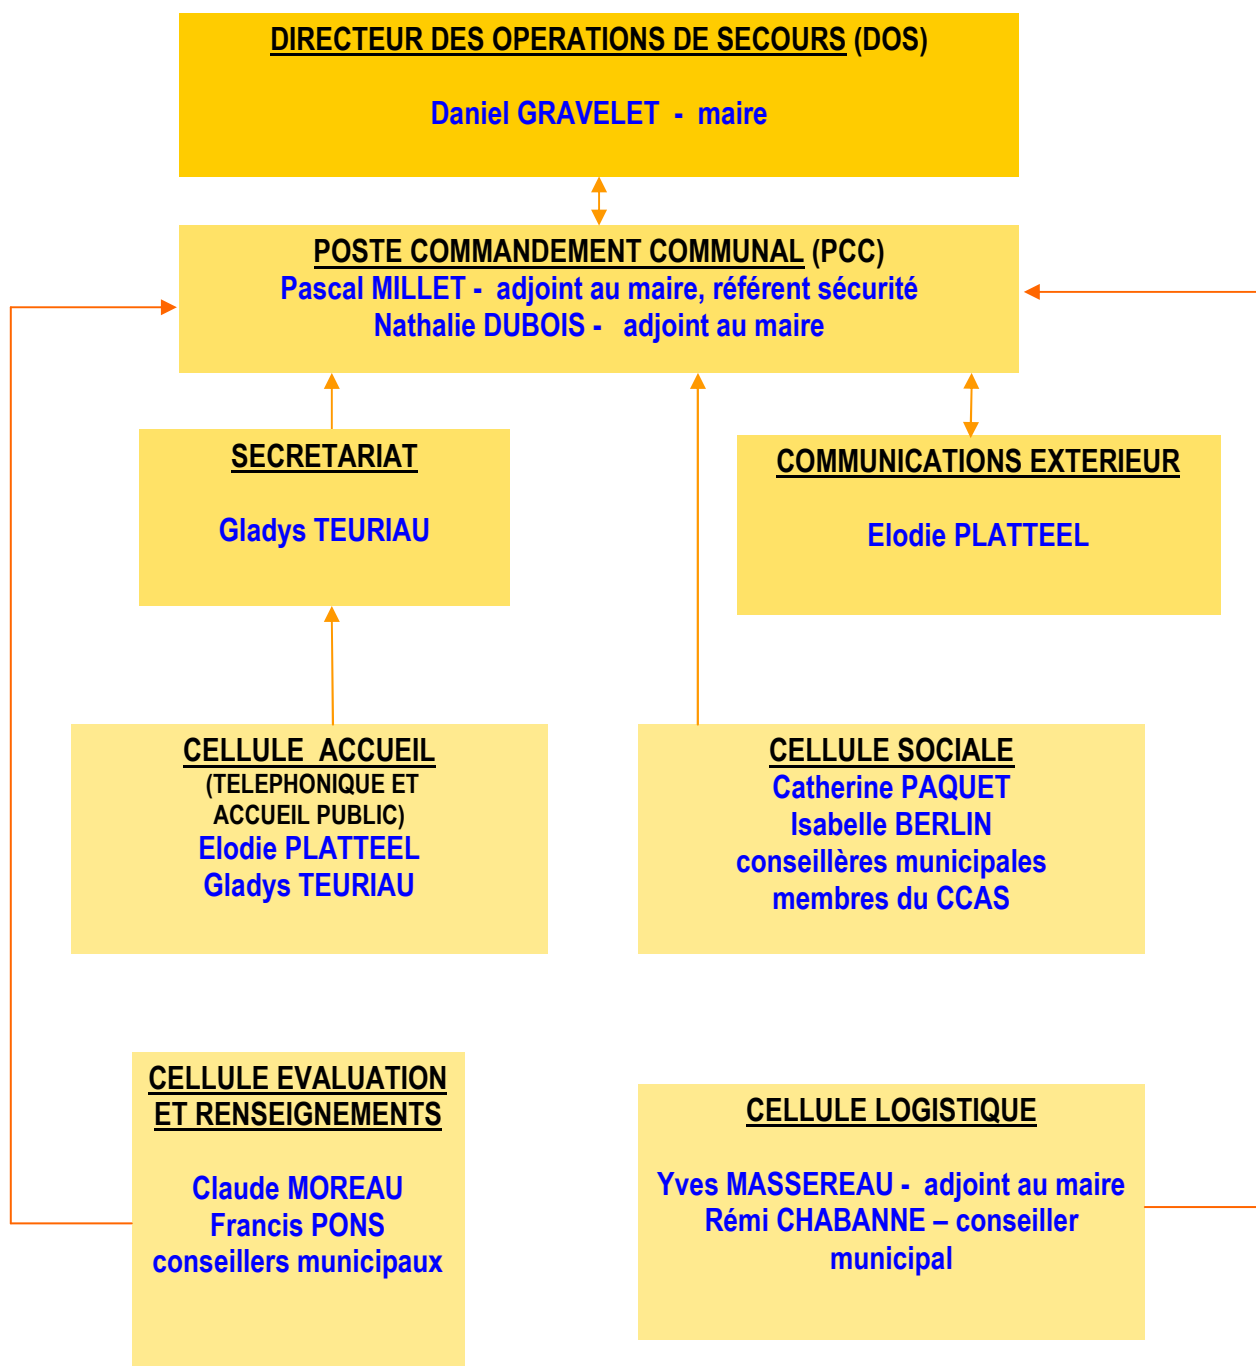 DIRECTEUR DES OPERATIONS DE SECOURS (DOS)
Daniel GRAVELET - maire
POSTE COMMANDEMENT COMMUNAL (PCC)
Pascal MILLET - adjoint au maire, référent sécurité
Nathalie DUBOIS - adjoint au maire
SECRETARIAT
Gladys TEURIAU
COMMUNICATIONS EXTERIEUR
Elodie PLATTEEL
CELLULE ACCUEIL
(TELEPHONIQUE ET
ACCUEIL PUBLIC)
Elodie PLATTEEL
Gladys TEURIAU
CELLULE SOCIALE
Catherine PAQUET
Isabelle BERLIN
conseillères municipales
membres du CCAS
CELLULE EVALUATION
ET RENSEIGNEMENTS
Claude MOREAU
Francis PONS
conseillers municipaux
CELLULE LOGISTIQUE
Yves MASSEREAU - adjoint au maire
Rémi CHABANNE – conseiller
municipal